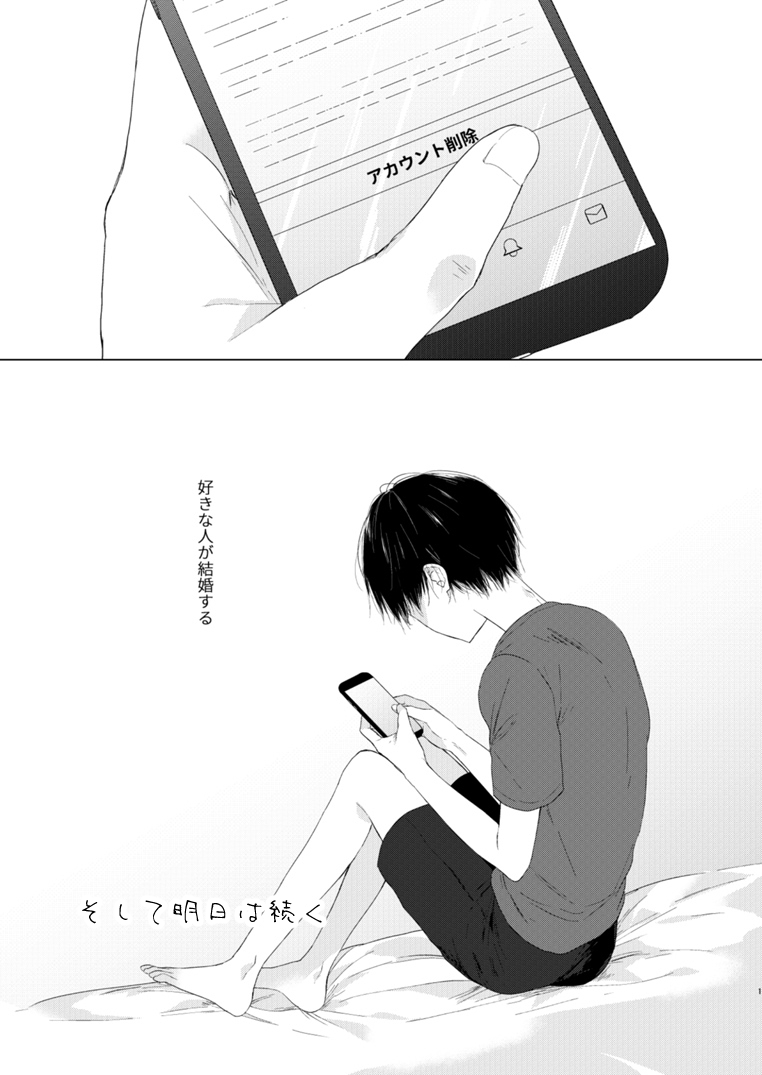 アカウント削除
好きな人が結婚する
そして明日は続く
1